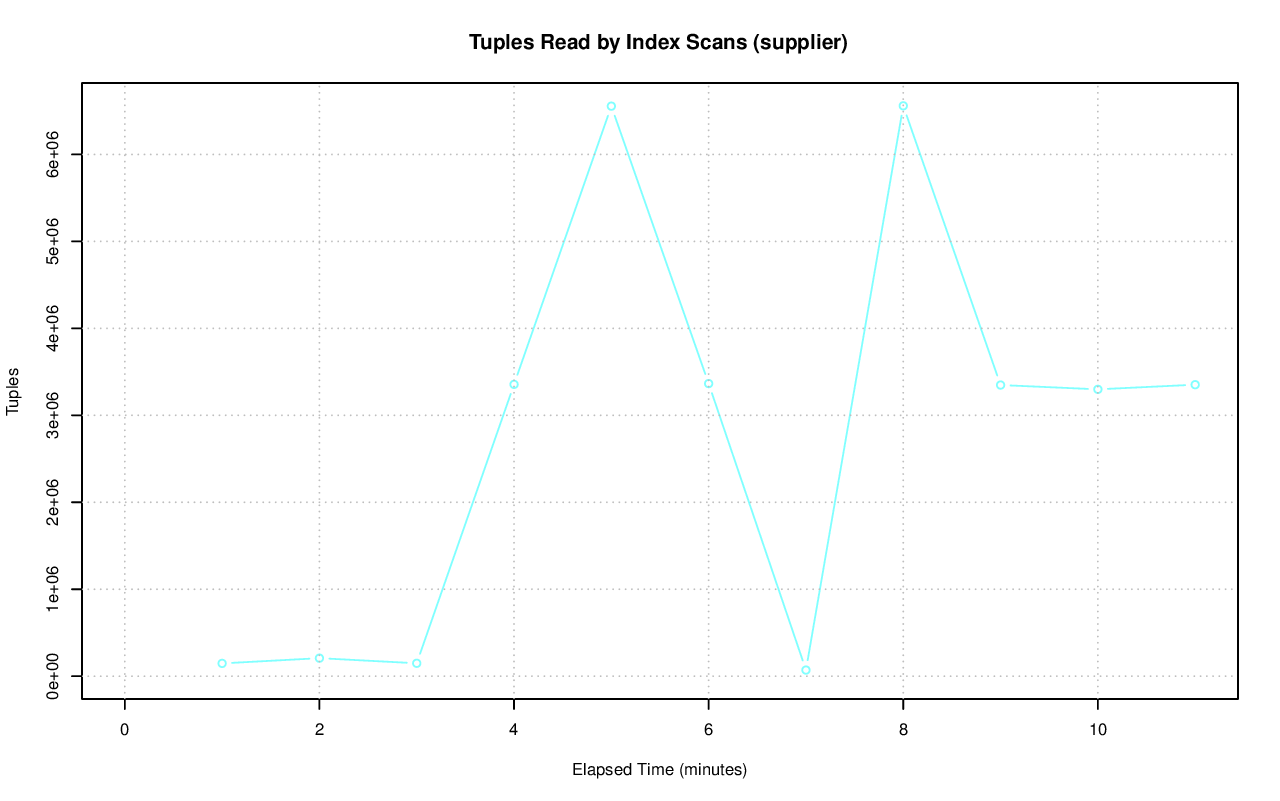 Tuples Read by Index Scans (supplier)
Tuples
6e+06
5e+06
4e+06
3e+06
2e+06
1e+06
0e+00
0 2 4 6 8 10
Elapsed Time (minutes)